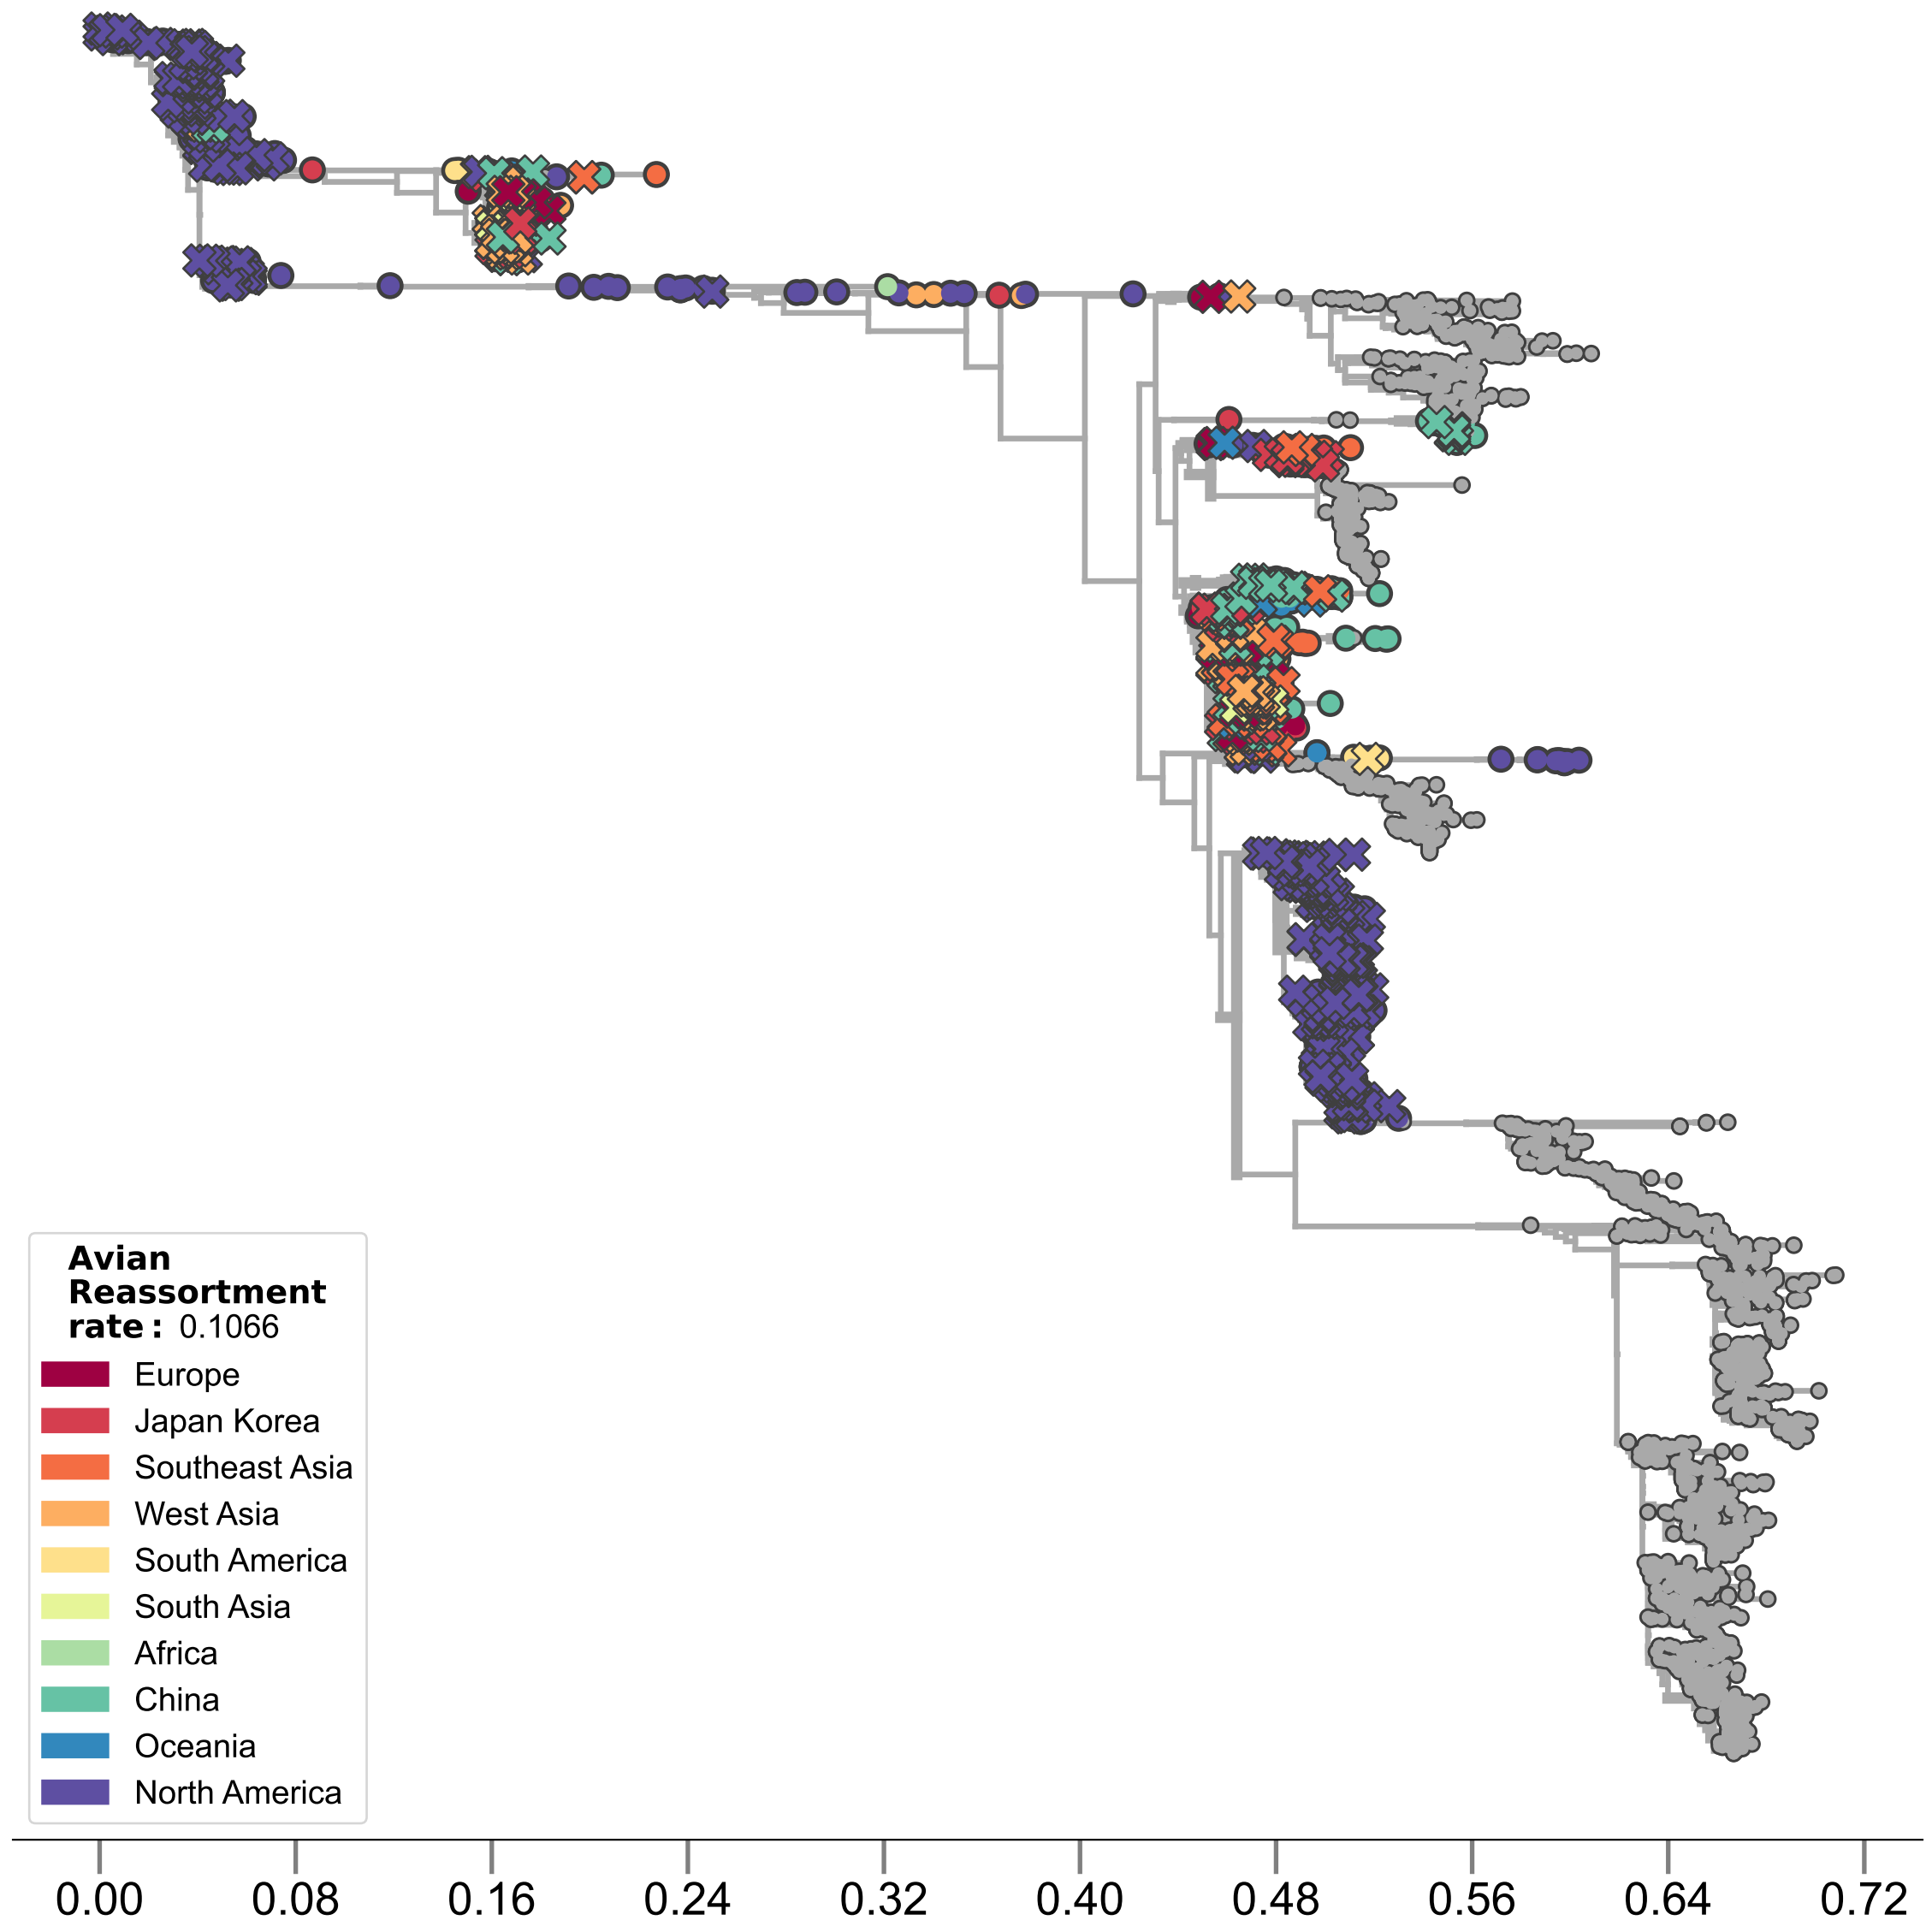 Avian
Reassortment
rate: 0.1066
Europe
Japan Korea
Southeast Asia
West Asia
South America
South Asia
Africa
China
Oceania
North America
0.00 0.08 0.16 0.24 0.32 0.40 0.48 0.56 0.64 0.72